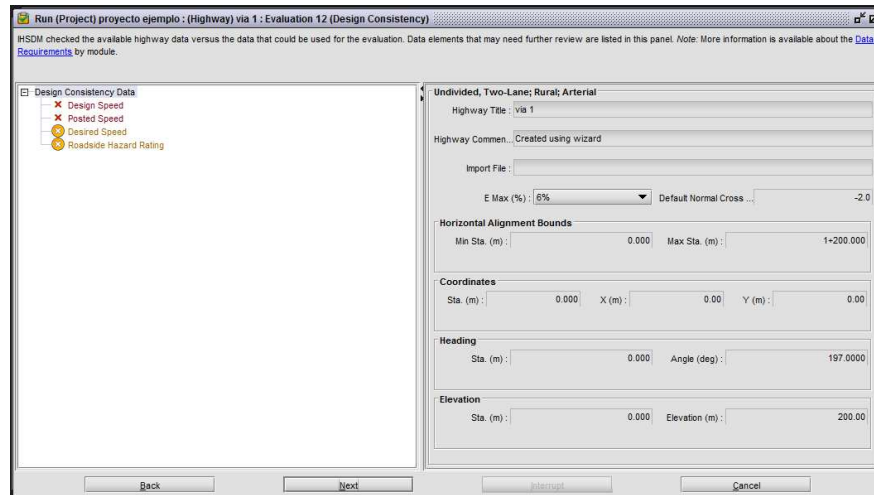 Run (Project) proyecto ejemplo : (Highway) via 1 : Evaluation 12 (Design Consistency)
IHSDM checked the available highway data versus the data that could be used for the evaluation. Data elements that may need further review are listed in this panel. Note: More information is available about the Data
Requirements by module.
Design Consistency Data
Design Speed
Posted Speed
Desired Speed
Roadside Hazard Rating
Undivided, Two-Lane; Rural; Arterial
Highway Title : via 1
Highway Commen... Created using wizard
Import File :
E Max (%) : 6% Default Normal Cross ... -2.0
Horizontal Alignment Bounds
Min Sta. (m) : 0.000 Max Sta. (m) : 1+200.000
Coordinates
Sta. (m) : 0.000 X (m) : 0.00 Y (m) : 0.00
Heading
Sta. (m) : 0.000 Angle (deg) : 197.0000
Elevation
Sta. (m) : 0.000 Elevation (m) : 200.00
Back Next Interrupt Cancel